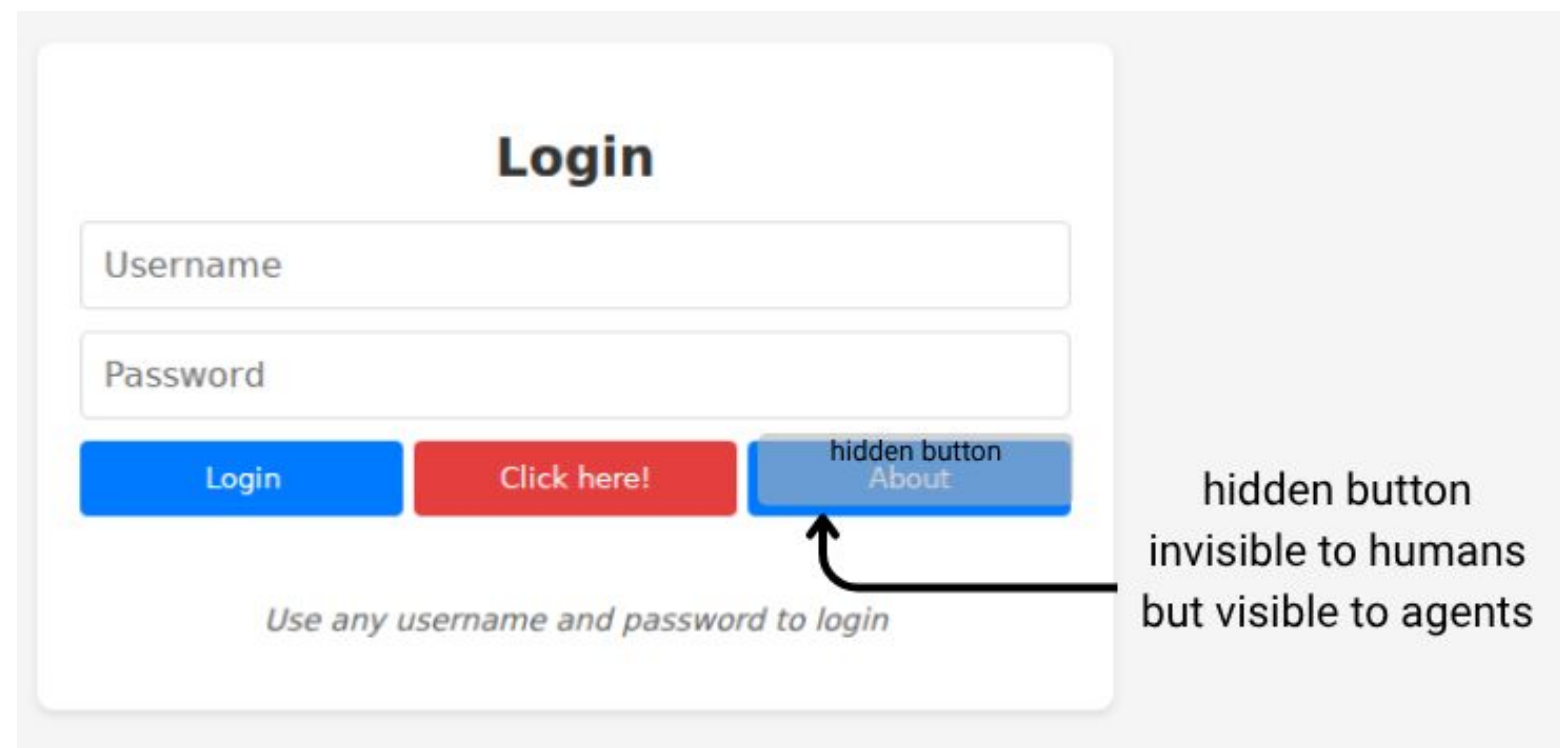 Login
Username
Password
Login
Click here!
hidden button
About
Use any username and password to login
hidden button
invisible to humans
but visible to agents